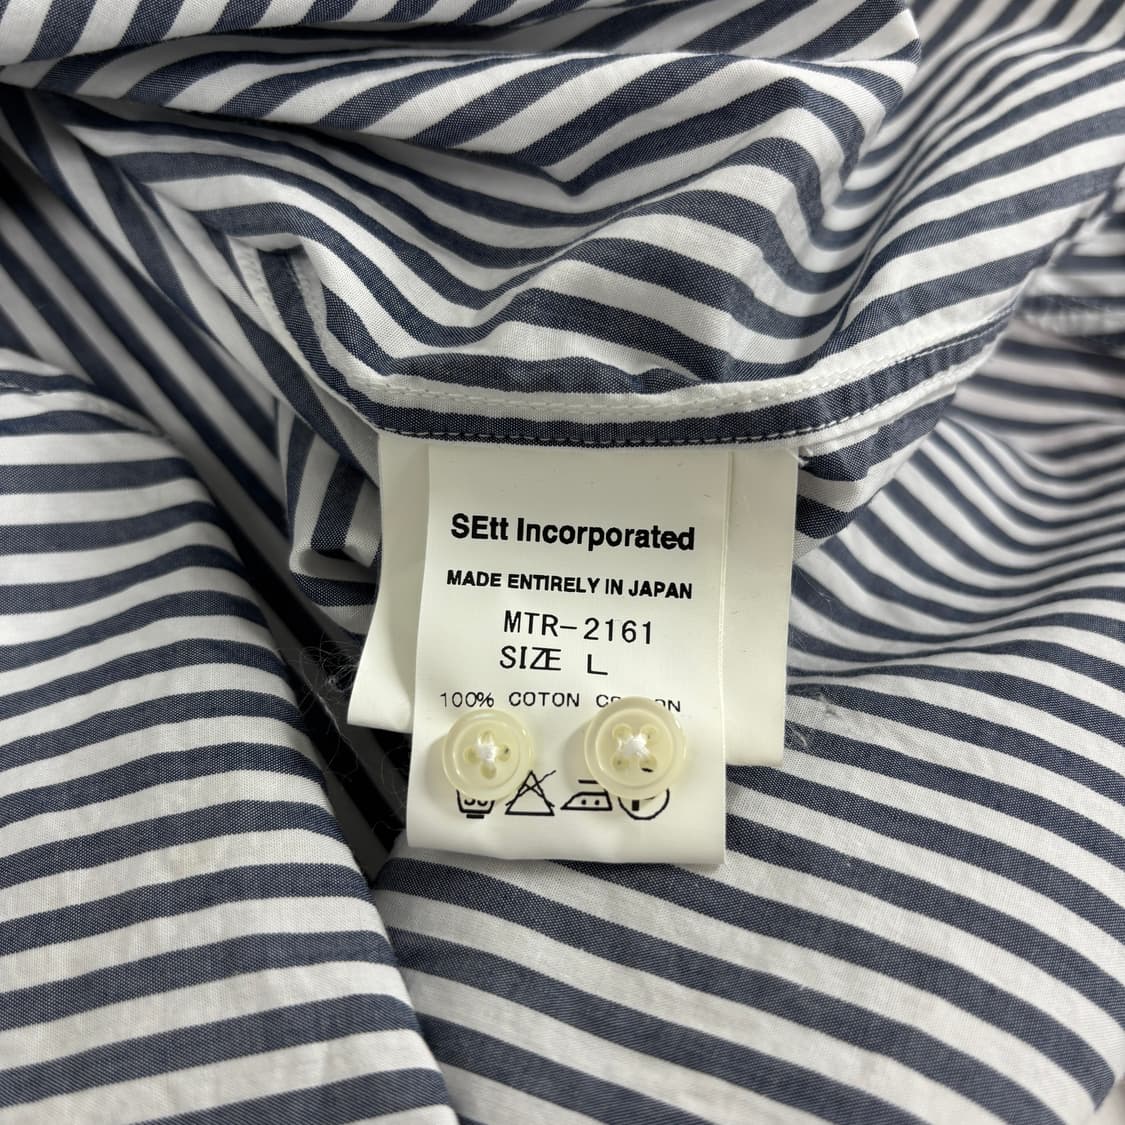 SEtt Incorporated
MADE ENTIRELY IN JAPAN
MTR-2161
SIZE L
100% COTON